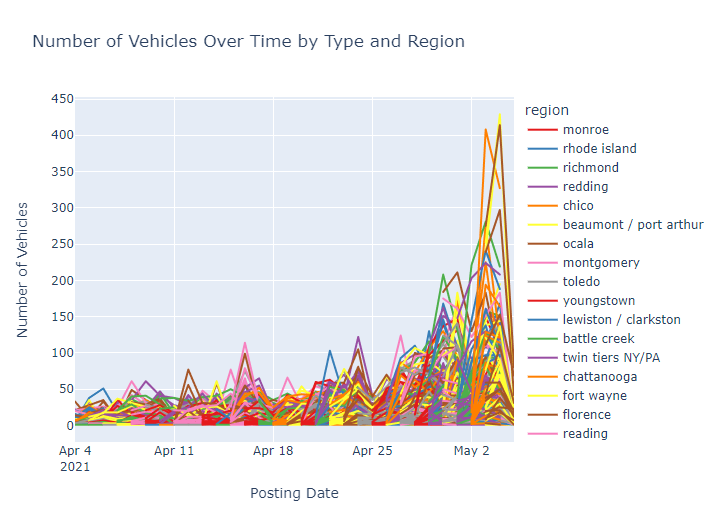 Number of Vehicles Over Time by Type and Region
450
400
350
300
250
200
150
100
50
0
Number of Vehicles
Apr 4
2021
Apr 11
Apr 18
Apr 25
May 2
Posting Date
region
monroe
rhode island
richmond
redding
chico
beaumont / port arthur
ocala
montgomery
toledo
youngstown
lewiston / clarkston
battle creek
twin tiers NY/PA
chattanooga
fort wayne
florence
reading